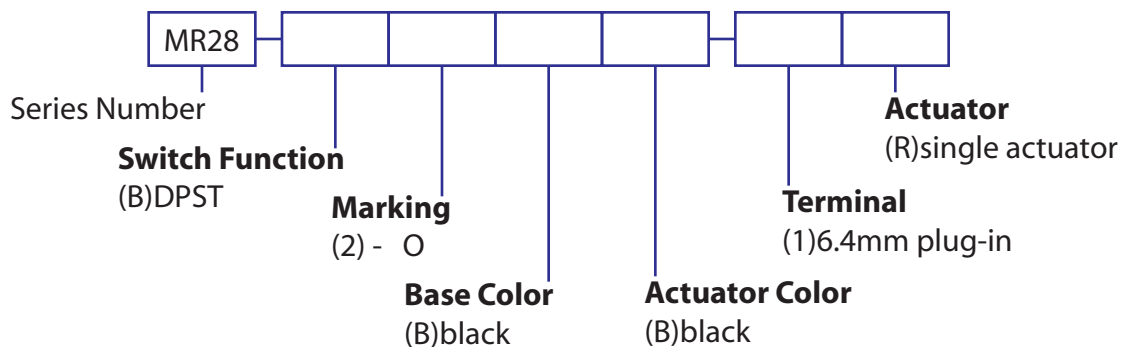 MR28
Series Number
Switch Function
(B)DPST
Marking
(2) - O
Base Color
(B)black
Actuator Color
(B)black
Terminal
(1)6.4mm plug-in
Actuator
(R)single actuator